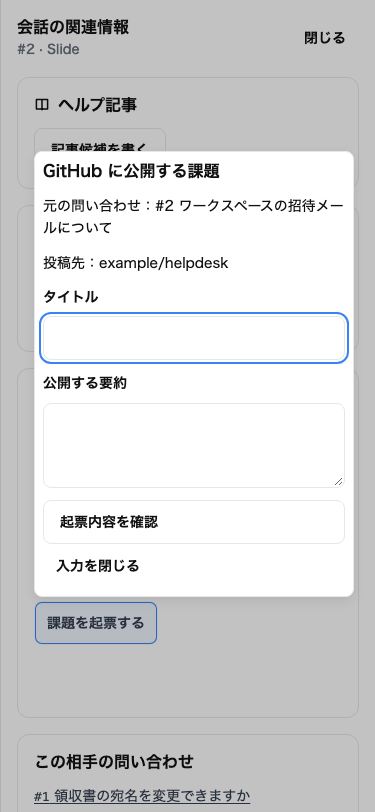 会話の関連情報
#2 · Slide
閉じる
ヘルプ記事
記事候補を書く
GitHub に公開する課題
元の問い合わせ：#2 ワークスペースの招待メー
ルについて
投稿先：example/helpdesk
タイトル
公開する要約
起票内容を確認
入力を閉じる
課題を起票する
この相手の問い合わせ
#1 領収書の宛名を変更できますか